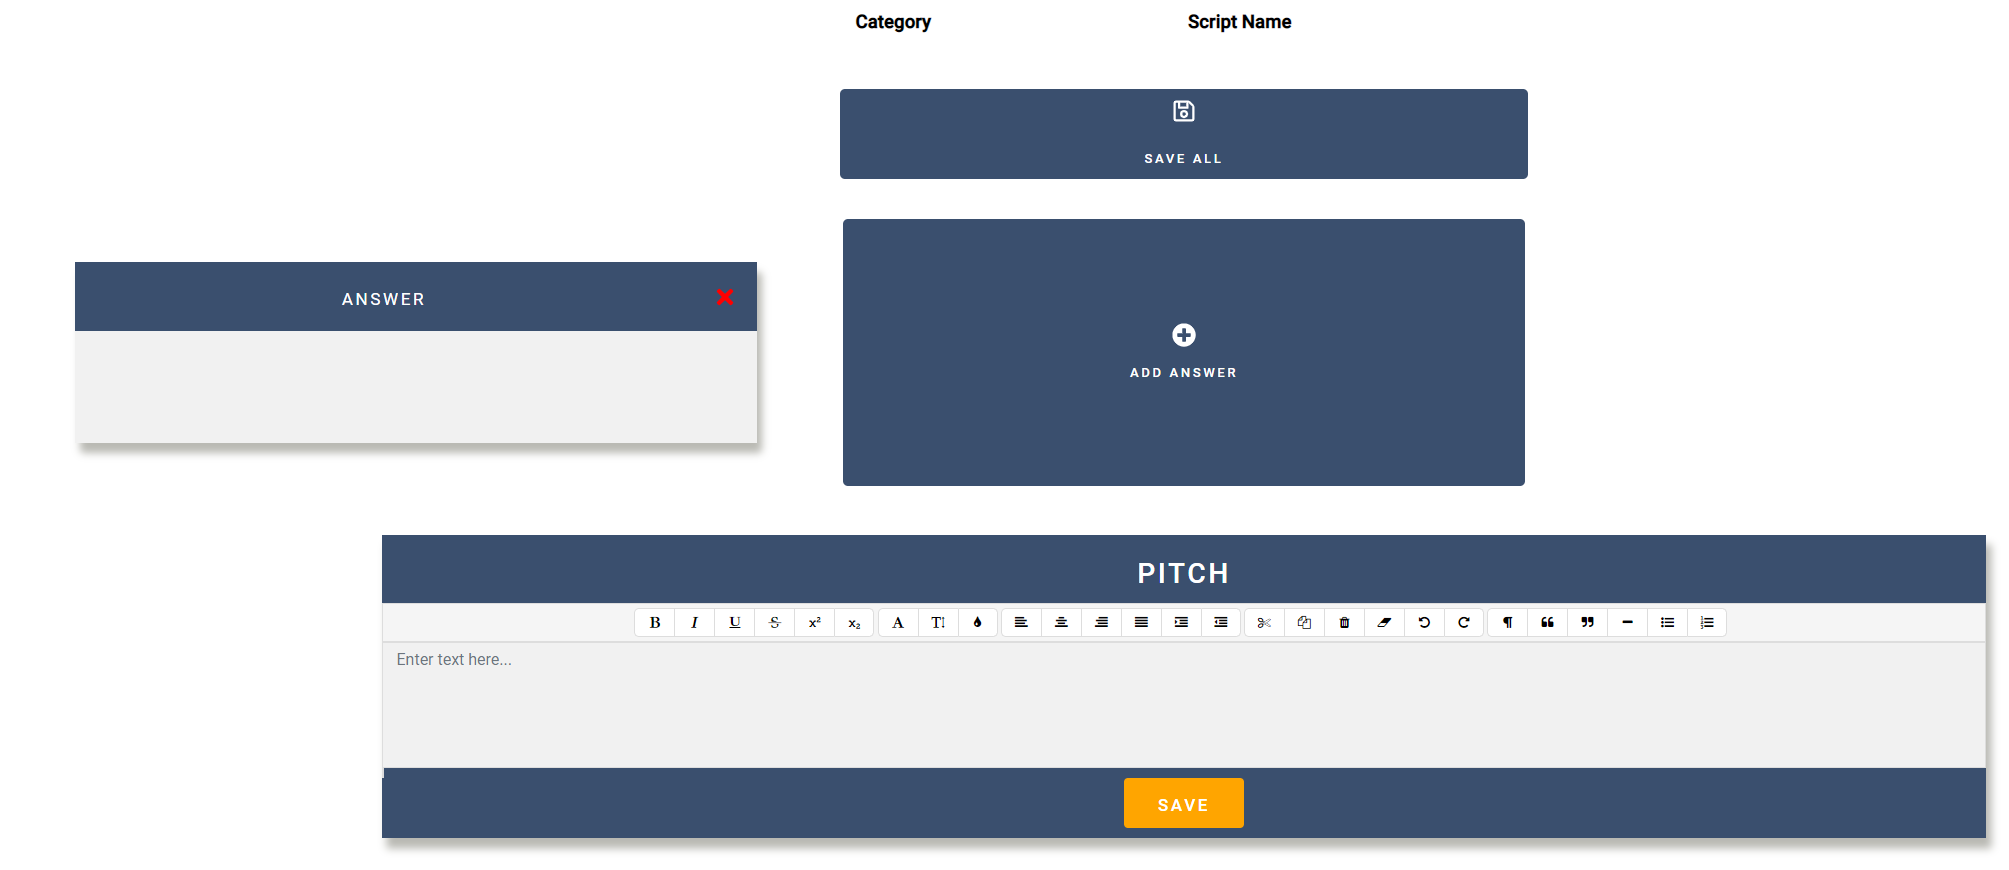 Category
Script Name
SAVE ALL
ANSWER
ADD ANSWER
PITCH
B I U S x² x₂ A T
Enter text here...
SAVE